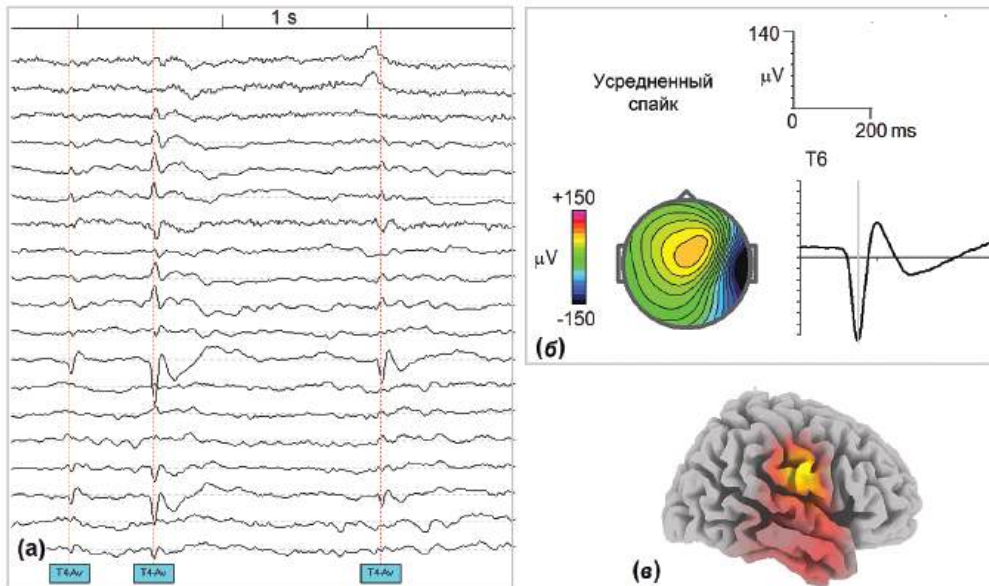 1 s
T4-Av
T4-Av
T4-Av
(а)
Усредненный
спайк
140
μV
0
200 ms
T6
+150
μV
-150
(б)
(в)